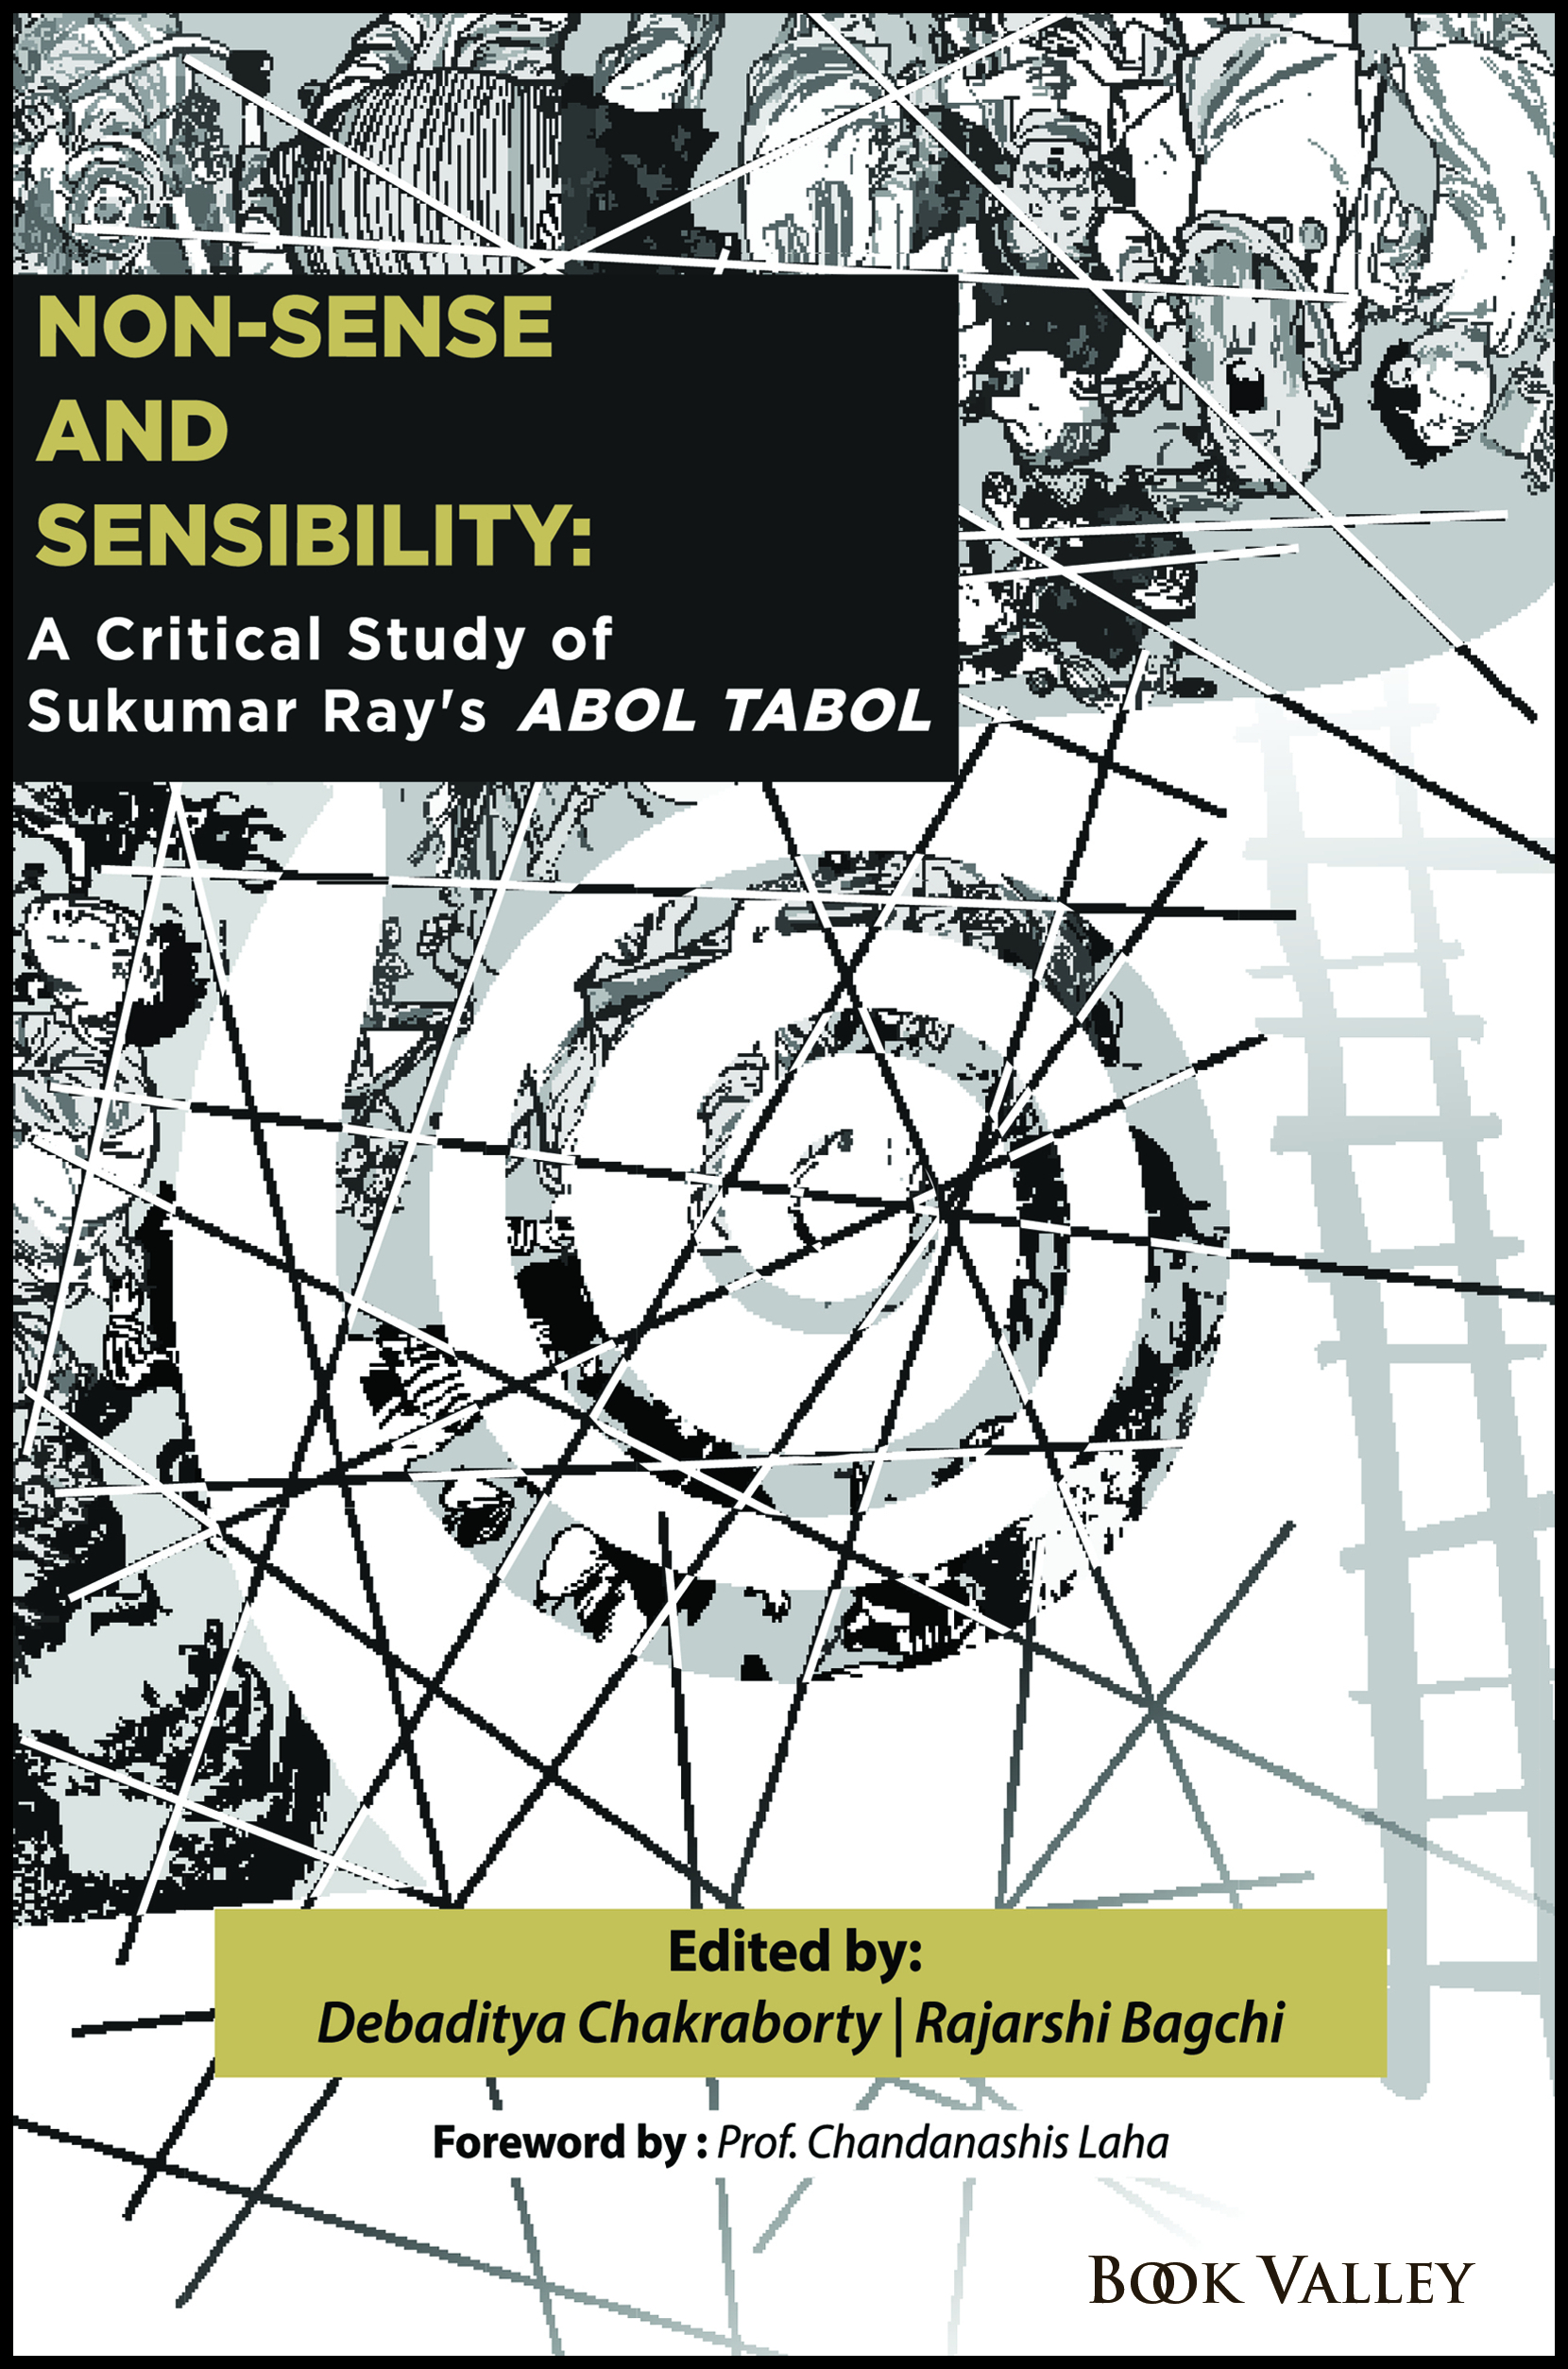 NON-SENSE
AND
SENSIBILITY:
A Critical Study of
Sukumar Ray's ABOL TABOL
Edited by:
Debaditya Chakraborty | Rajarshi Bagchi
Foreword by : Prof. Chandanashis Laha
BOOK VALLEY